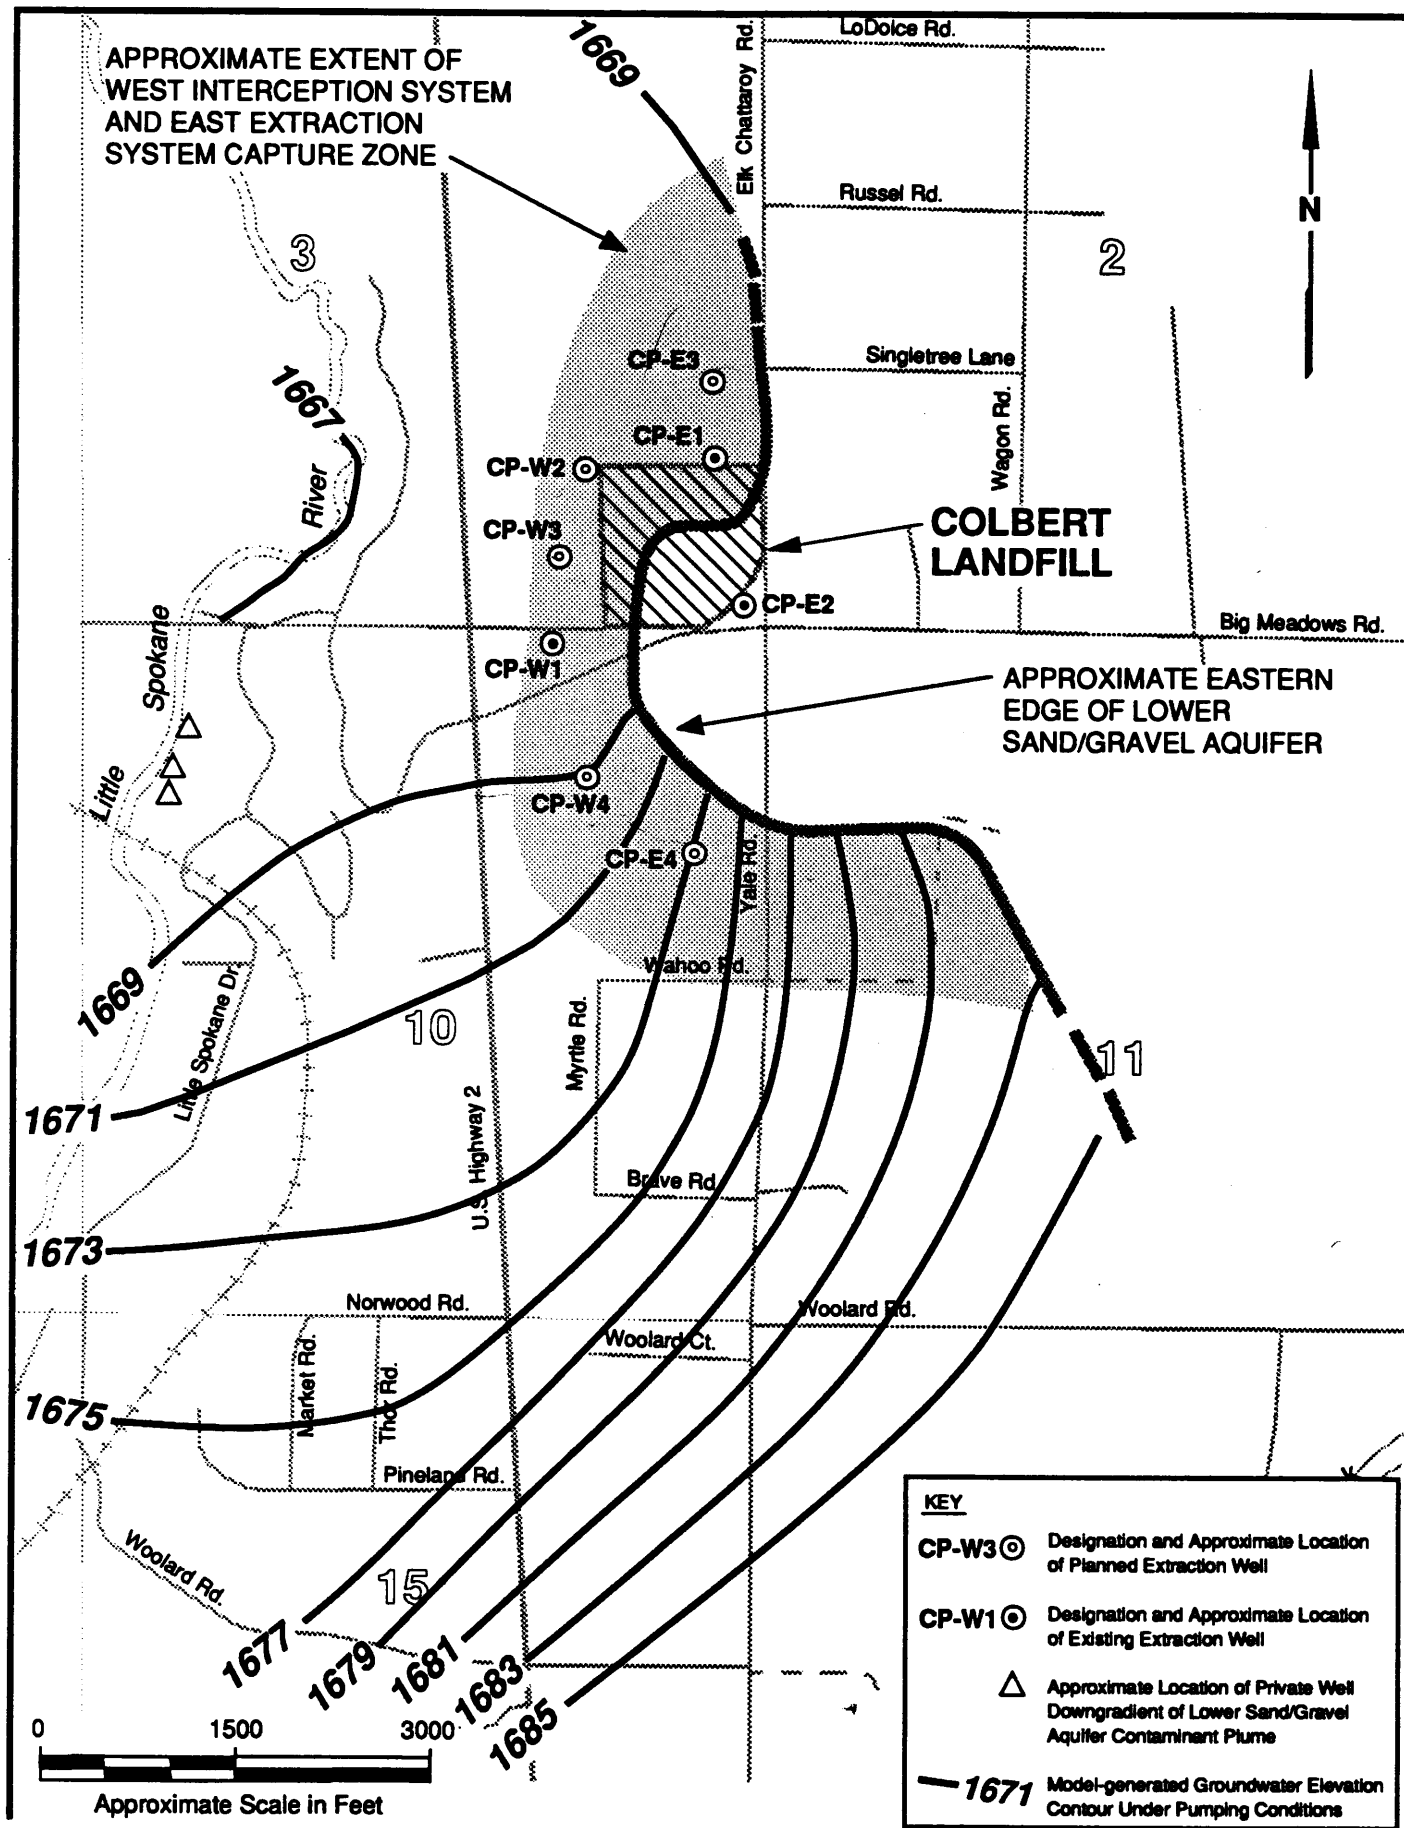 APPROXIMATE EXTENT OF
WEST INTERCEPTION SYSTEM
AND EAST EXTRACTION
SYSTEM CAPTURE ZONE
1669
Elk Chattaroy Rd.
LoDolce Rd.
Russel Rd.
N
3
2
Singletree Lane
Wagon Rd.
1667
CP-E3
CP-E1
CP-W2
CP-W3
COLBERT
LANDFILL
CP-E2
Big Meadows Rd.
CP-W1
Little Spokane River
APPROXIMATE EASTERN
EDGE OF LOWER
SAND/GRAVEL AQUIFER
CP-W4
CP-E4
Yale Rd.
Wahoo Rd.
1669
10
11
Little Spokane Dr.
Myrtle Rd.
U.S. Highway 2
1671
Brave Rd.
1673
Norwood Rd.
Woolard Rd.
Woolard Ct.
Market Rd.
Thor Rd.
1675
Pineland Rd.
Woolard Rd.
15
1677
1679
1681
1683
1685
0 1500 3000
Approximate Scale in Feet
KEY
CP-W3 Designation and Approximate Location
of Planned Extraction Well
CP-W1 Designation and Approximate Location
of Existing Extraction Well
Approximate Location of Private Well
Downgradient of Lower Sand/Gravel
Aquifer Contaminant Plume
1671 Model-generated Groundwater Elevation
Contour Under Pumping Conditions